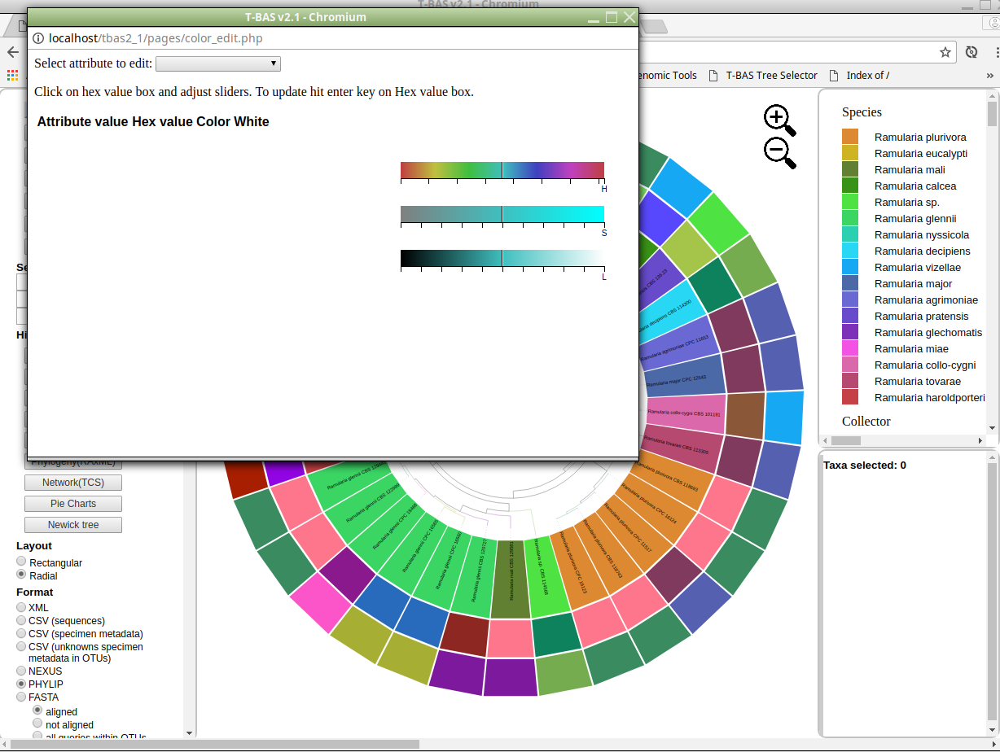 T-BAS v2.1 - Chromium
T-BAS v2.1 - Chromium
localhost/tbas2_1/pages/color_edit.php
Select attribute to edit:
Click on hex value box and adjust sliders. To update hit enter key on Hex value box.
Attribute value Hex value Color White
H
S
L
enomic Tools
T-BAS Tree Selector
Index of /
»
Species
Ramularia plurivora
Ramularia eucalypti
Ramularia mali
Ramularia calcea
Ramularia sp.
Ramularia glennii
Ramularia nyssicola
Ramularia decipiens
Ramularia vizellae
Ramularia major
Ramularia agrimoniae
Ramularia pratensis
Ramularia glechomatis
Ramularia miae
Ramularia collo-cygni
Ramularia tovarae
Ramularia haroldporteri
Collector
Taxa selected: 0
Se
Hi
Phylogeny(RAxML)
Network(TCS)
Pie Charts
Newick tree
Layout
Rectangular
Radial
Format
XML
CSV (sequences)
CSV (specimen metadata)
CSV (unknowns specimen
metadata in OTUs)
NEXUS
PHYLIP
FASTA
aligned
not aligned
all queries within OTUs
Ramularia decipiens CBS 114300
Ramularia agrimoniae CPC 11653
Ramularia major CPC 12543
Ramularia collo-cygni CBS 101181
Ramularia tovarae CBS 113305